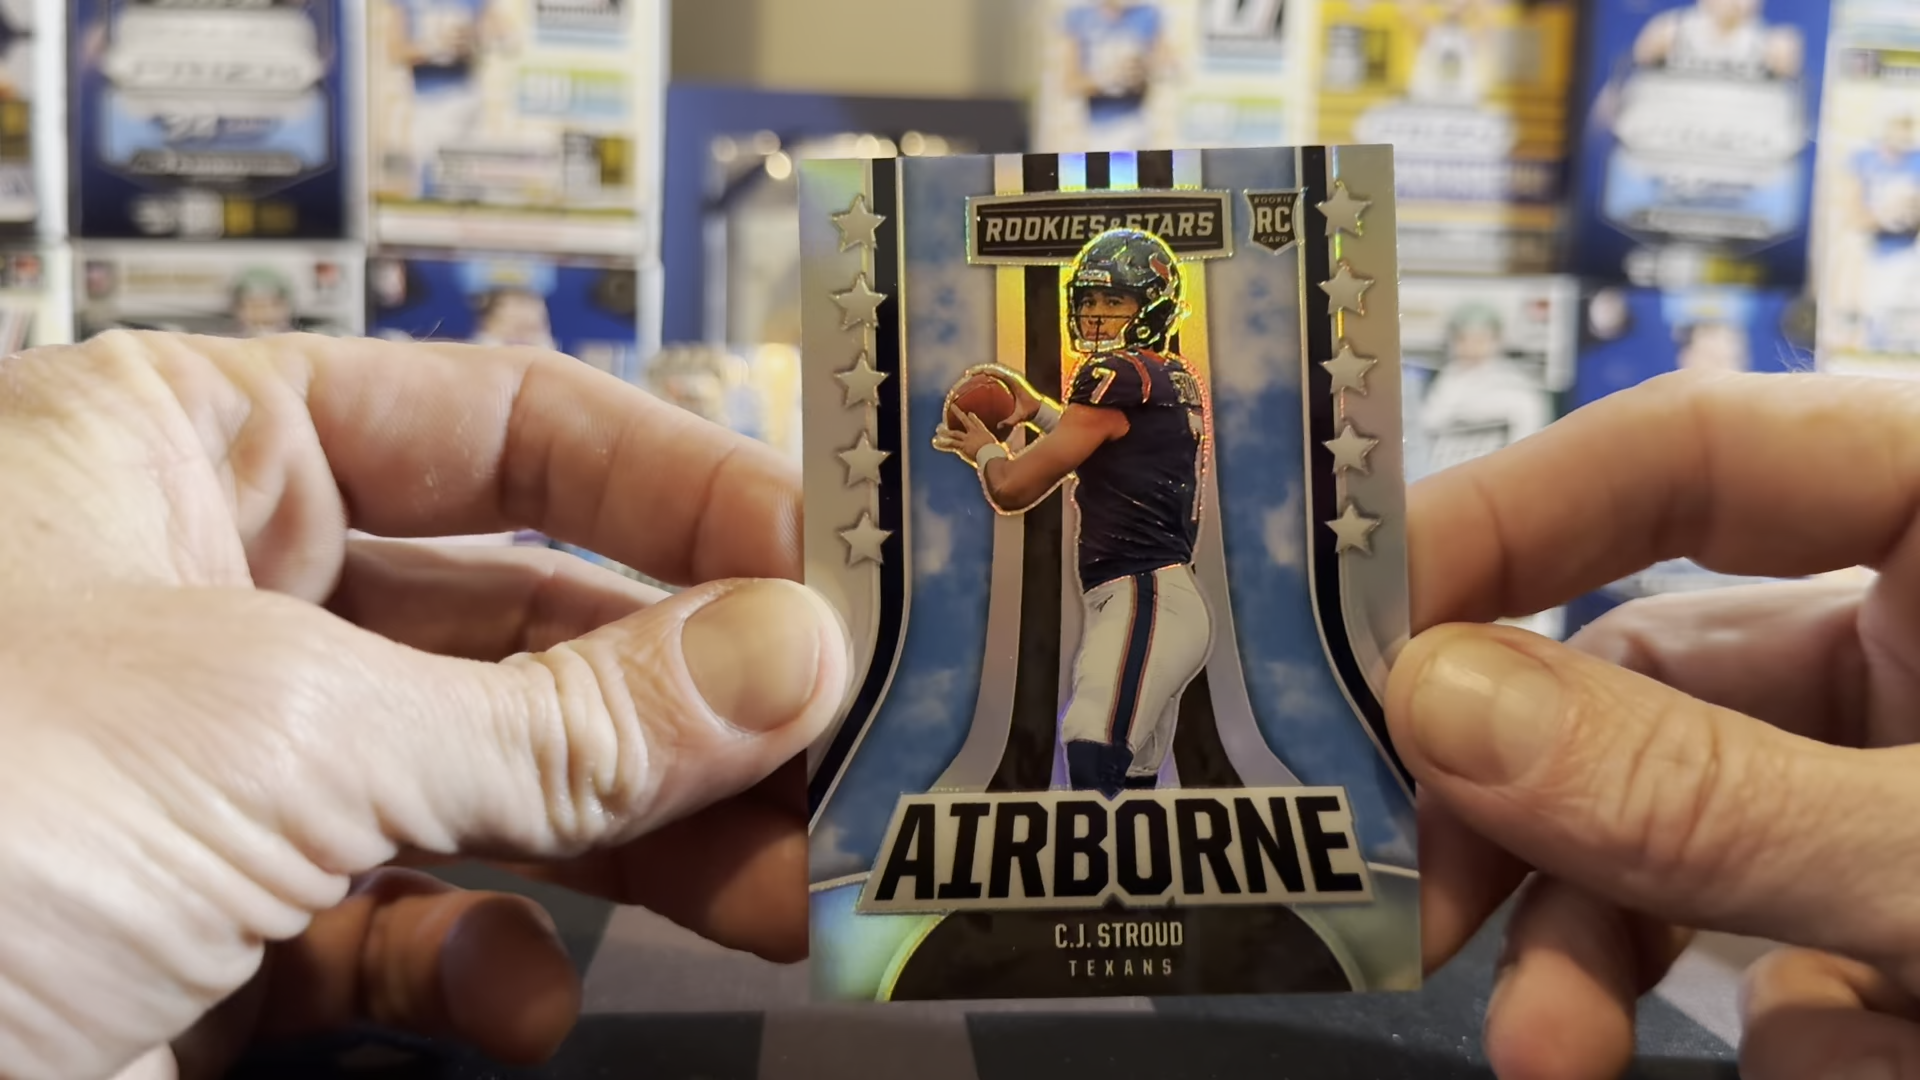 ROOKIES&STARS
ROOKIE
RC
CARD
7
AIRBORNE
C.J. STROUD
TEXANS